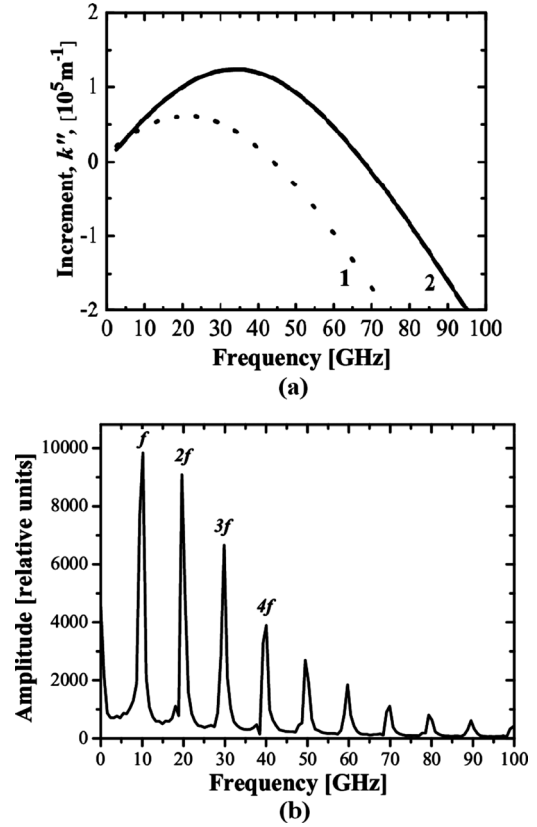 2
1
0
-1
-2
Increment, k″, [10⁵m⁻¹]
1
2
0 10 20 30 40 50 60 70 80 90 100
Frequency [GHz]
(a)
10000
8000
6000
4000
2000
0
Amplitude [relative units]
f
2f
3f
4f
0 10 20 30 40 50 60 70 80 90 100
Frequency [GHz]
(b)